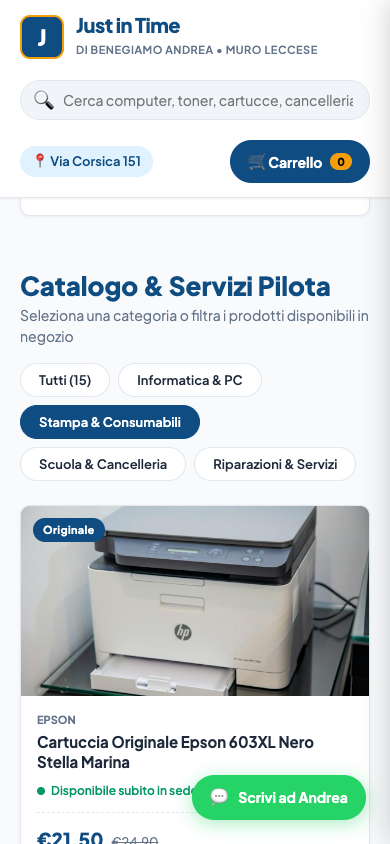 J
Just in Time
DI BENEGIAMO ANDREA • MURO LECCESE
Cerca computer, toner, cartucce, cancelleria
Via Corsica 151
Carrello 0
Catalogo & Servizi Pilota
Seleziona una categoria o filtra i prodotti disponibili in
negozio
Tutti (15)
Informatica & PC
Stampa & Consumabili
Scuola & Cancelleria
Riparazioni & Servizi
Originale
hp
EPSON
Cartuccia Originale Epson 603XL Nero
Stella Marina
Disponibile subito in sede
Scrivi ad Andrea
€21,50 €24,90